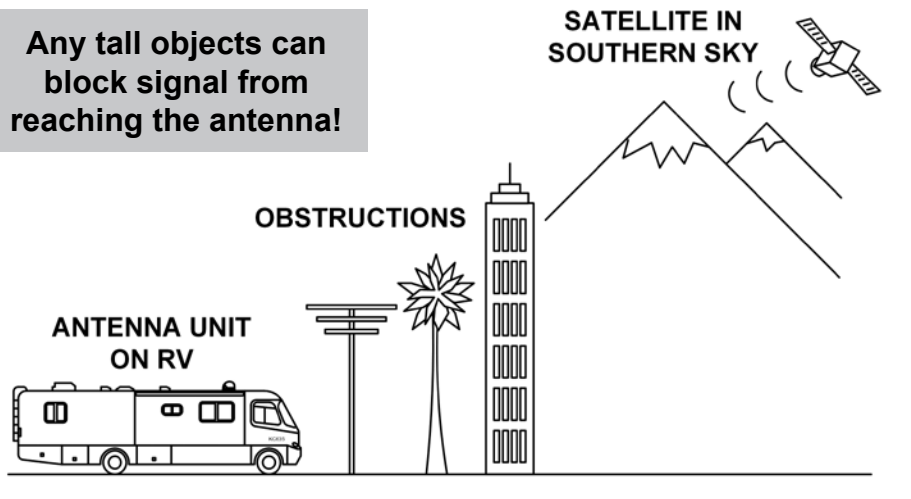 Any tall objects can
block signal from
reaching the antenna!
SATELLITE IN
SOUTHERN SKY
OBSTRUCTIONS
ANTENNA UNIT
ON RV